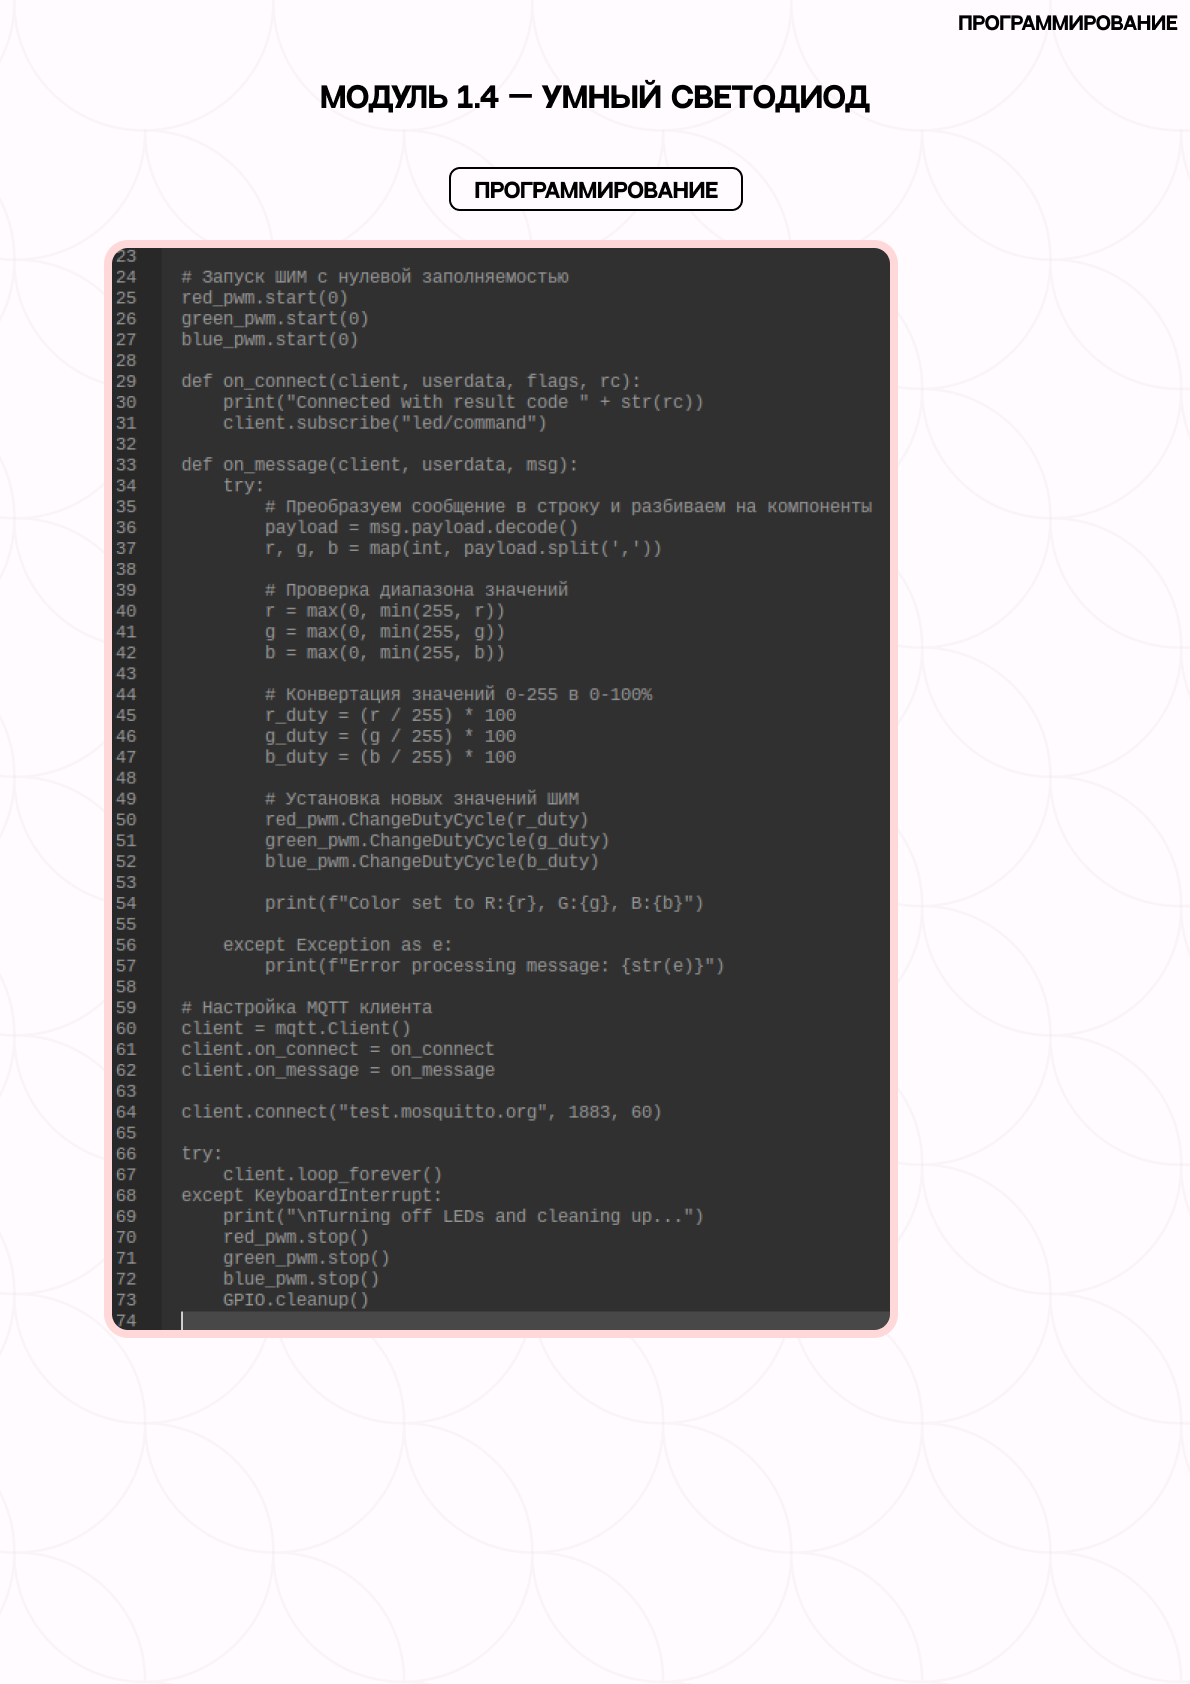 ПРОГРАММИРОВАНИЕ
МОДУЛЬ 1.4 — УМНЫЙ СВЕТОДИОД
ПРОГРАММИРОВАНИЕ
23
24 # Запуск ШИМ с нулевой заполняемостью
25 red_pwm.start(0)
26 green_pwm.start(0)
27 blue_pwm.start(0)
28
29 def on_connect(client, userdata, flags, rc):
30     print("Connected with result code " + str(rc))
31     client.subscribe("led/command")
32
33 def on_message(client, userdata, msg):
34     try:
35         # Преобразуем сообщение в строку и разбиваем на компоненты
36         payload = msg.payload.decode()
37         r, g, b = map(int, payload.split(','))
38
39         # Проверка диапазона значений
40         r = max(0, min(255, r))
41         g = max(0, min(255, g))
42         b = max(0, min(255, b))
43
44         # Конвертация значений 0-255 в 0-100%
45         r_duty = (r / 255) * 100
46         g_duty = (g / 255) * 100
47         b_duty = (b / 255) * 100
48
49         # Установка новых значений ШИМ
50         red_pwm.ChangeDutyCycle(r_duty)
51         green_pwm.ChangeDutyCycle(g_duty)
52         blue_pwm.ChangeDutyCycle(b_duty)
53
54         print(f"Color set to R:{r}, G:{g}, B:{b}")
55
56     except Exception as e:
57         print(f"Error processing message: {str(e)}")
58
59 # Настройка MQTT клиента
60 client = mqtt.Client()
61 client.on_connect = on_connect
62 client.on_message = on_message
63
64 client.connect("test.mosquitto.org", 1883, 60)
65
66 try:
67     client.loop_forever()
68 except KeyboardInterrupt:
69     print("\nTurning off LEDs and cleaning up...")
70     red_pwm.stop()
71     green_pwm.stop()
72     blue_pwm.stop()
73     GPIO.cleanup()
74